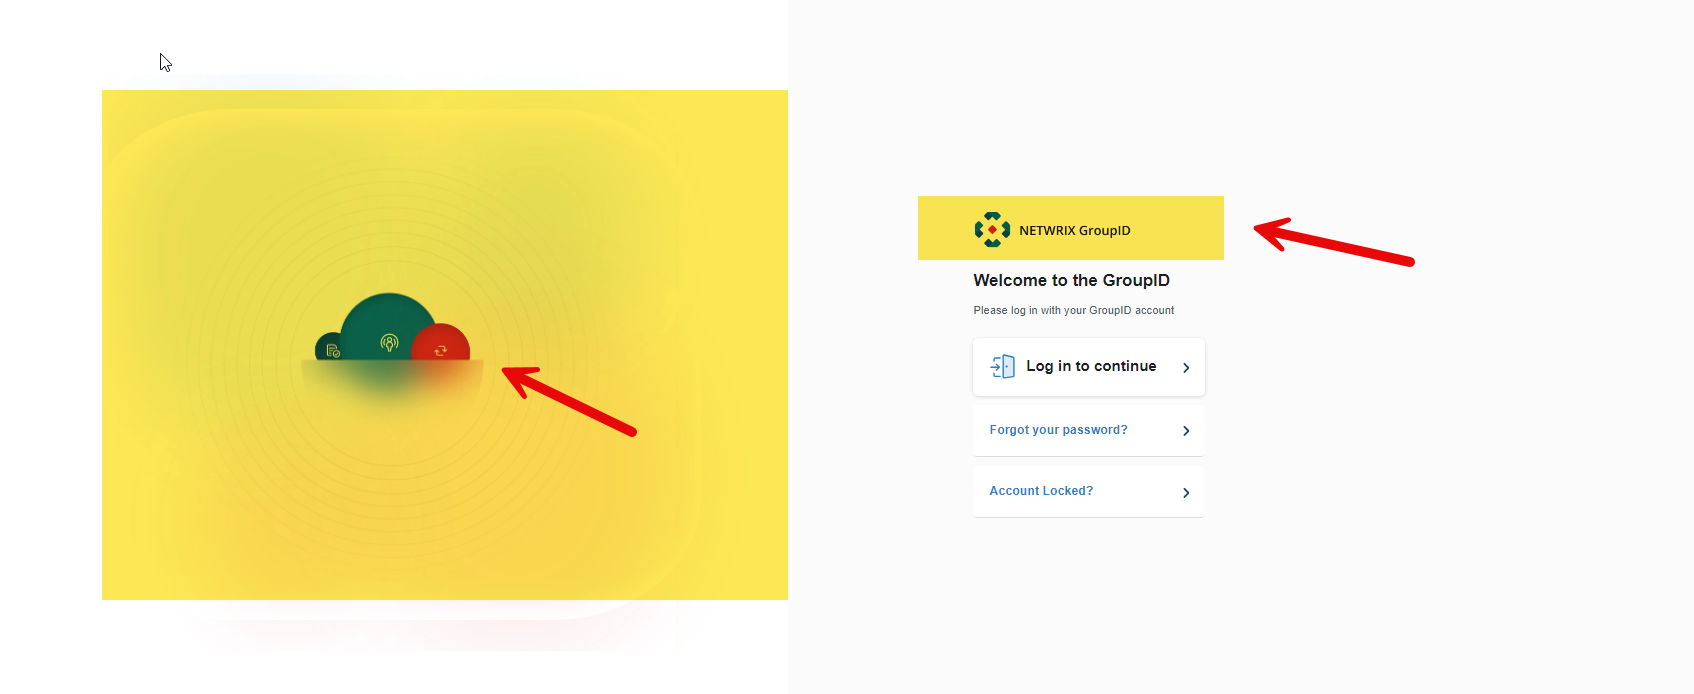 NETWRIX GroupID
Welcome to the GroupID
Please log in with your GroupID account
Log in to continue
Forgot your password?
Account Locked?